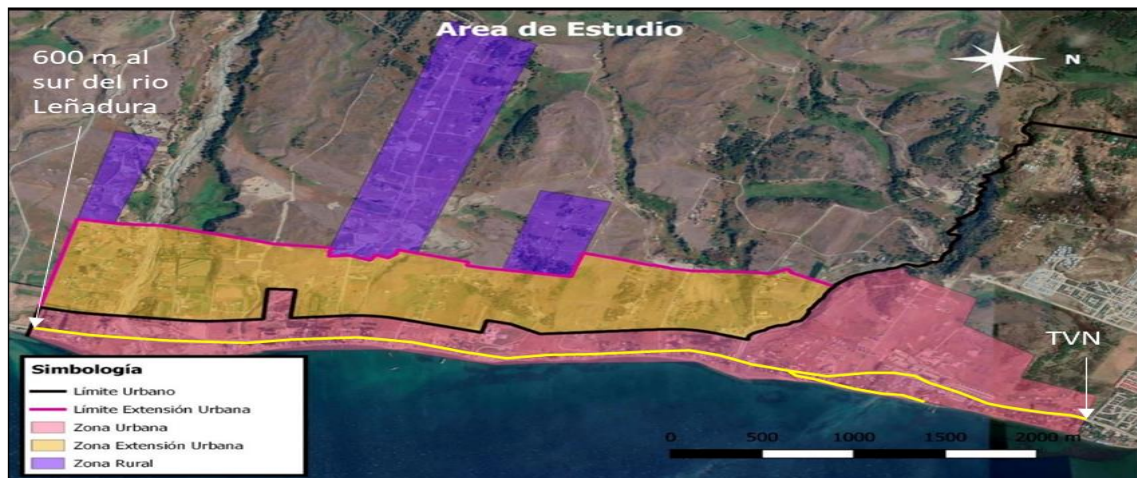 Area de Estudio
600 m al
sur del rio
Leñadura
N
TVN
Simbología
Límite Urbano
Límite Extensión Urbana
Zona Urbana
Zona Extensión Urbana
Zona Rural
0 500 1000 1500 2000 m